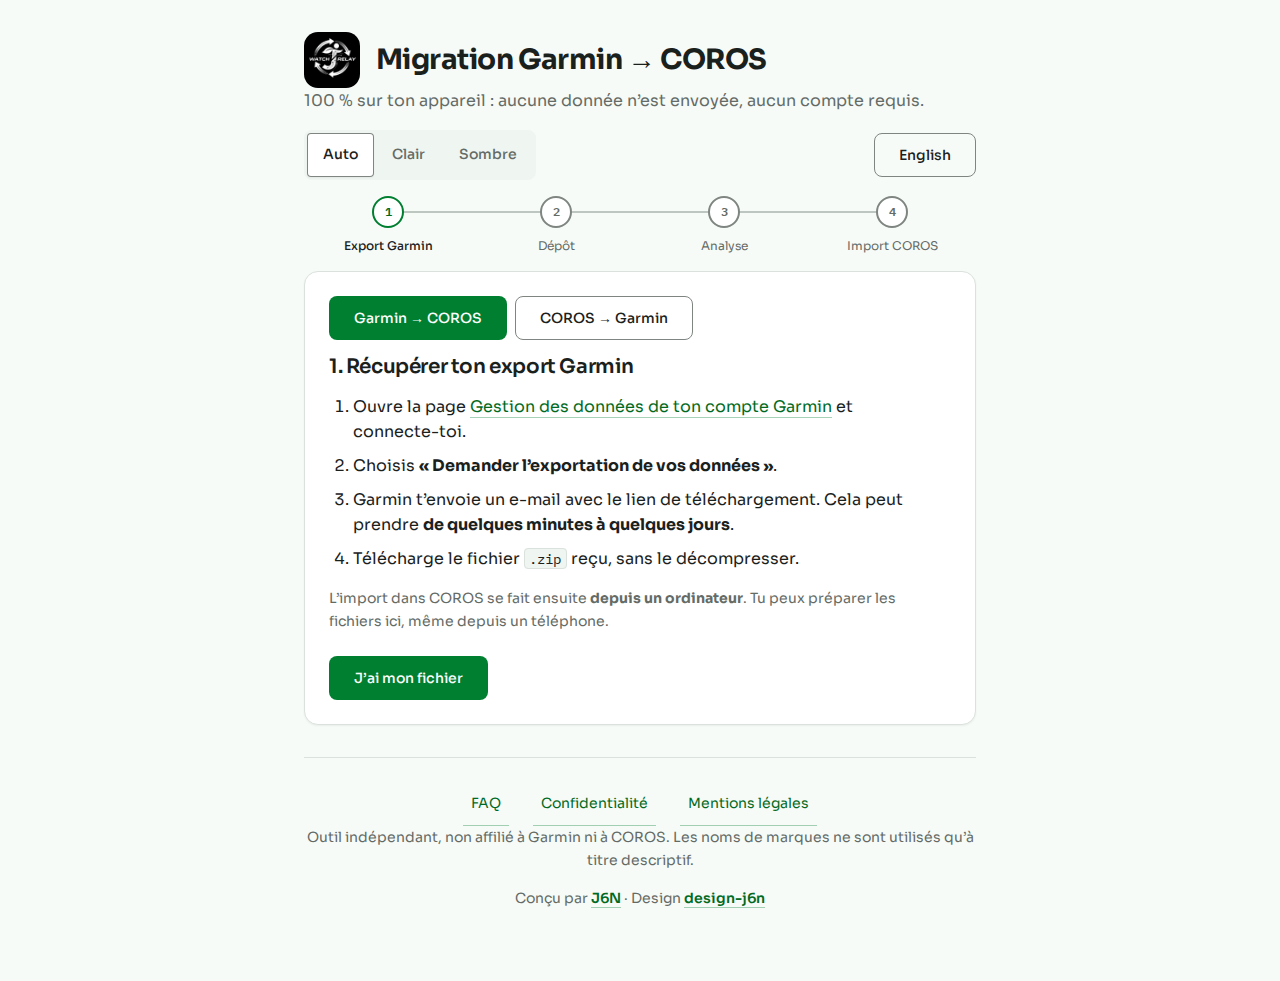 WATCH RELAY
Migration Garmin → COROS
100 % sur ton appareil : aucune donnée n’est envoyée, aucun compte requis.
Auto Clair Sombre English
1 2 3 4
Export Garmin Dépôt Analyse Import COROS
Garmin → COROS COROS → Garmin
1. Récupérer ton export Garmin
1. Ouvre la page Gestion des données de ton compte Garmin et
connecte-toi.
2. Choisis « Demander l’exportation de vos données ».
3. Garmin t’envoie un e-mail avec le lien de téléchargement. Cela peut
prendre de quelques minutes à quelques jours.
4. Télécharge le fichier .zip reçu, sans le décompresser.
L’import dans COROS se fait ensuite depuis un ordinateur. Tu peux préparer les
fichiers ici, même depuis un téléphone.
J’ai mon fichier
FAQ Confidentialité Mentions légales
Outil indépendant, non affilié à Garmin ni à COROS. Les noms de marques ne sont utilisés qu’à
titre descriptif.
Conçu par J6N · Design design-j6n